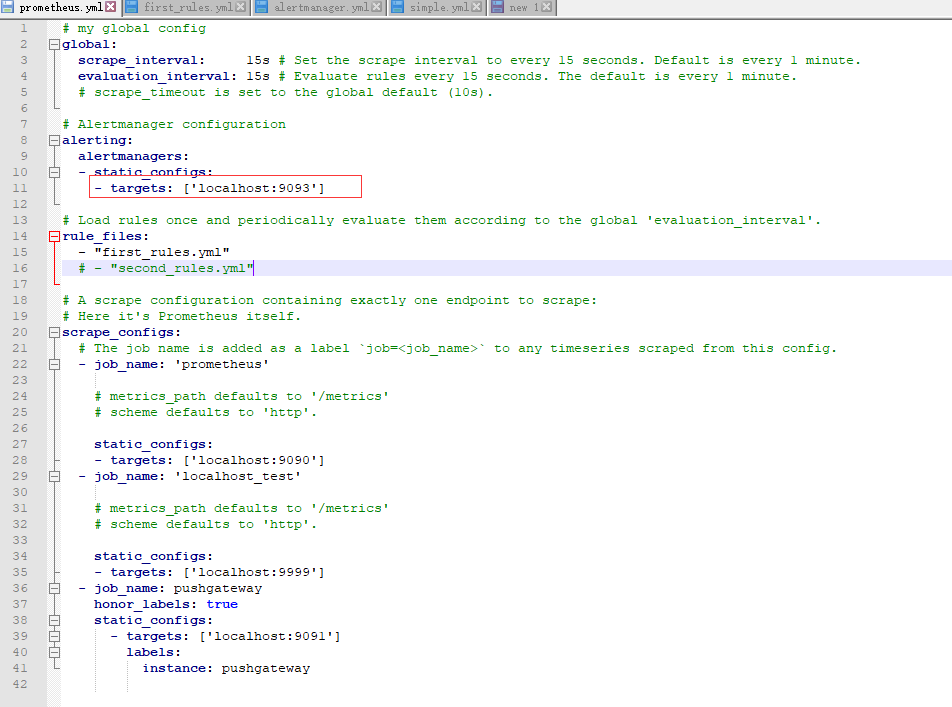 prometheus.yml first_rules.yml alertmanager.yml simple.yml new 1
1 # my global config
2 global:
3 scrape_interval: 15s # Set the scrape interval to every 15 seconds. Default is every 1 minute.
4 evaluation_interval: 15s # Evaluate rules every 15 seconds. The default is every 1 minute.
5 # scrape_timeout is set to the global default (10s).
6
7 # Alertmanager configuration
8 alerting:
9 alertmanagers:
10 - static_configs:
11 - targets: ['localhost:9093']
12
13 # Load rules once and periodically evaluate them according to the global 'evaluation_interval'.
14 rule_files:
15 - "first_rules.yml"
16 # - "second_rules.yml"
17
18 # A scrape configuration containing exactly one endpoint to scrape:
19 # Here it's Prometheus itself.
20 scrape_configs:
21 # The job name is added as a label `job=<job_name>` to any timeseries scraped from this config.
22 - job_name: 'prometheus'
23
24 # metrics_path defaults to '/metrics'
25 # scheme defaults to 'http'.
26
27 static_configs:
28 - targets: ['localhost:9090']
29 - job_name: 'localhost_test'
30
31 # metrics_path defaults to '/metrics'
32 # scheme defaults to 'http'.
33
34 static_configs:
35 - targets: ['localhost:9999']
36 - job_name: pushgateway
37 honor_labels: true
38 static_configs:
39 - targets: ['localhost:9091']
40 labels:
41 instance: pushgateway
42